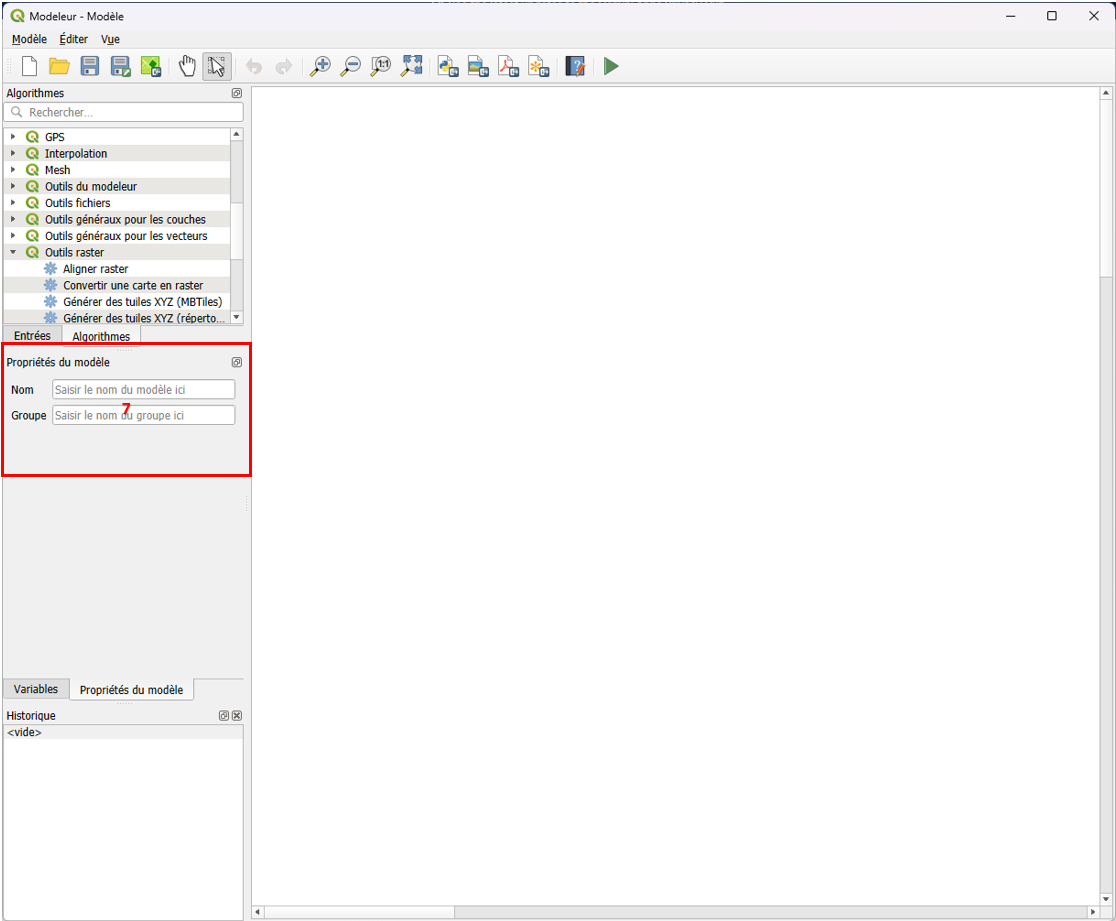 Modeleur - Modèle
Modèle Éditer Vue
1:1
Algorithmes
Rechercher...
GPS
Interpolation
Mesh
Outils du modeleur
Outils fichiers
Outils généraux pour les couches
Outils généraux pour les vecteurs
Outils raster
Aligner raster
Convertir une carte en raster
Générer des tuiles XYZ (MBTiles)
Générer des tuiles XYZ (réperto...
Entrées Algorithmes
Propriétés du modèle
Nom Saisir le nom du modèle ici
7
Groupe Saisir le nom du groupe ici
Variables Propriétés du modèle
Historique
<vide>